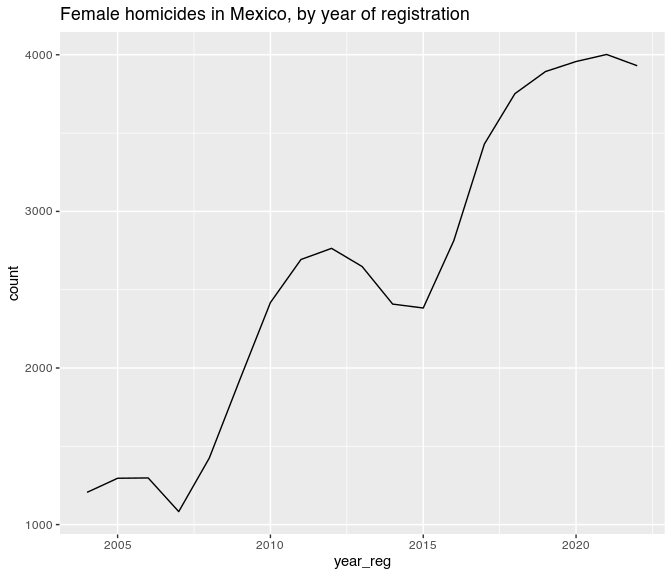 Female homicides in Mexico, by year of registration
4000
3000
2000
1000
count
2005 2010 2015 2020
year_reg